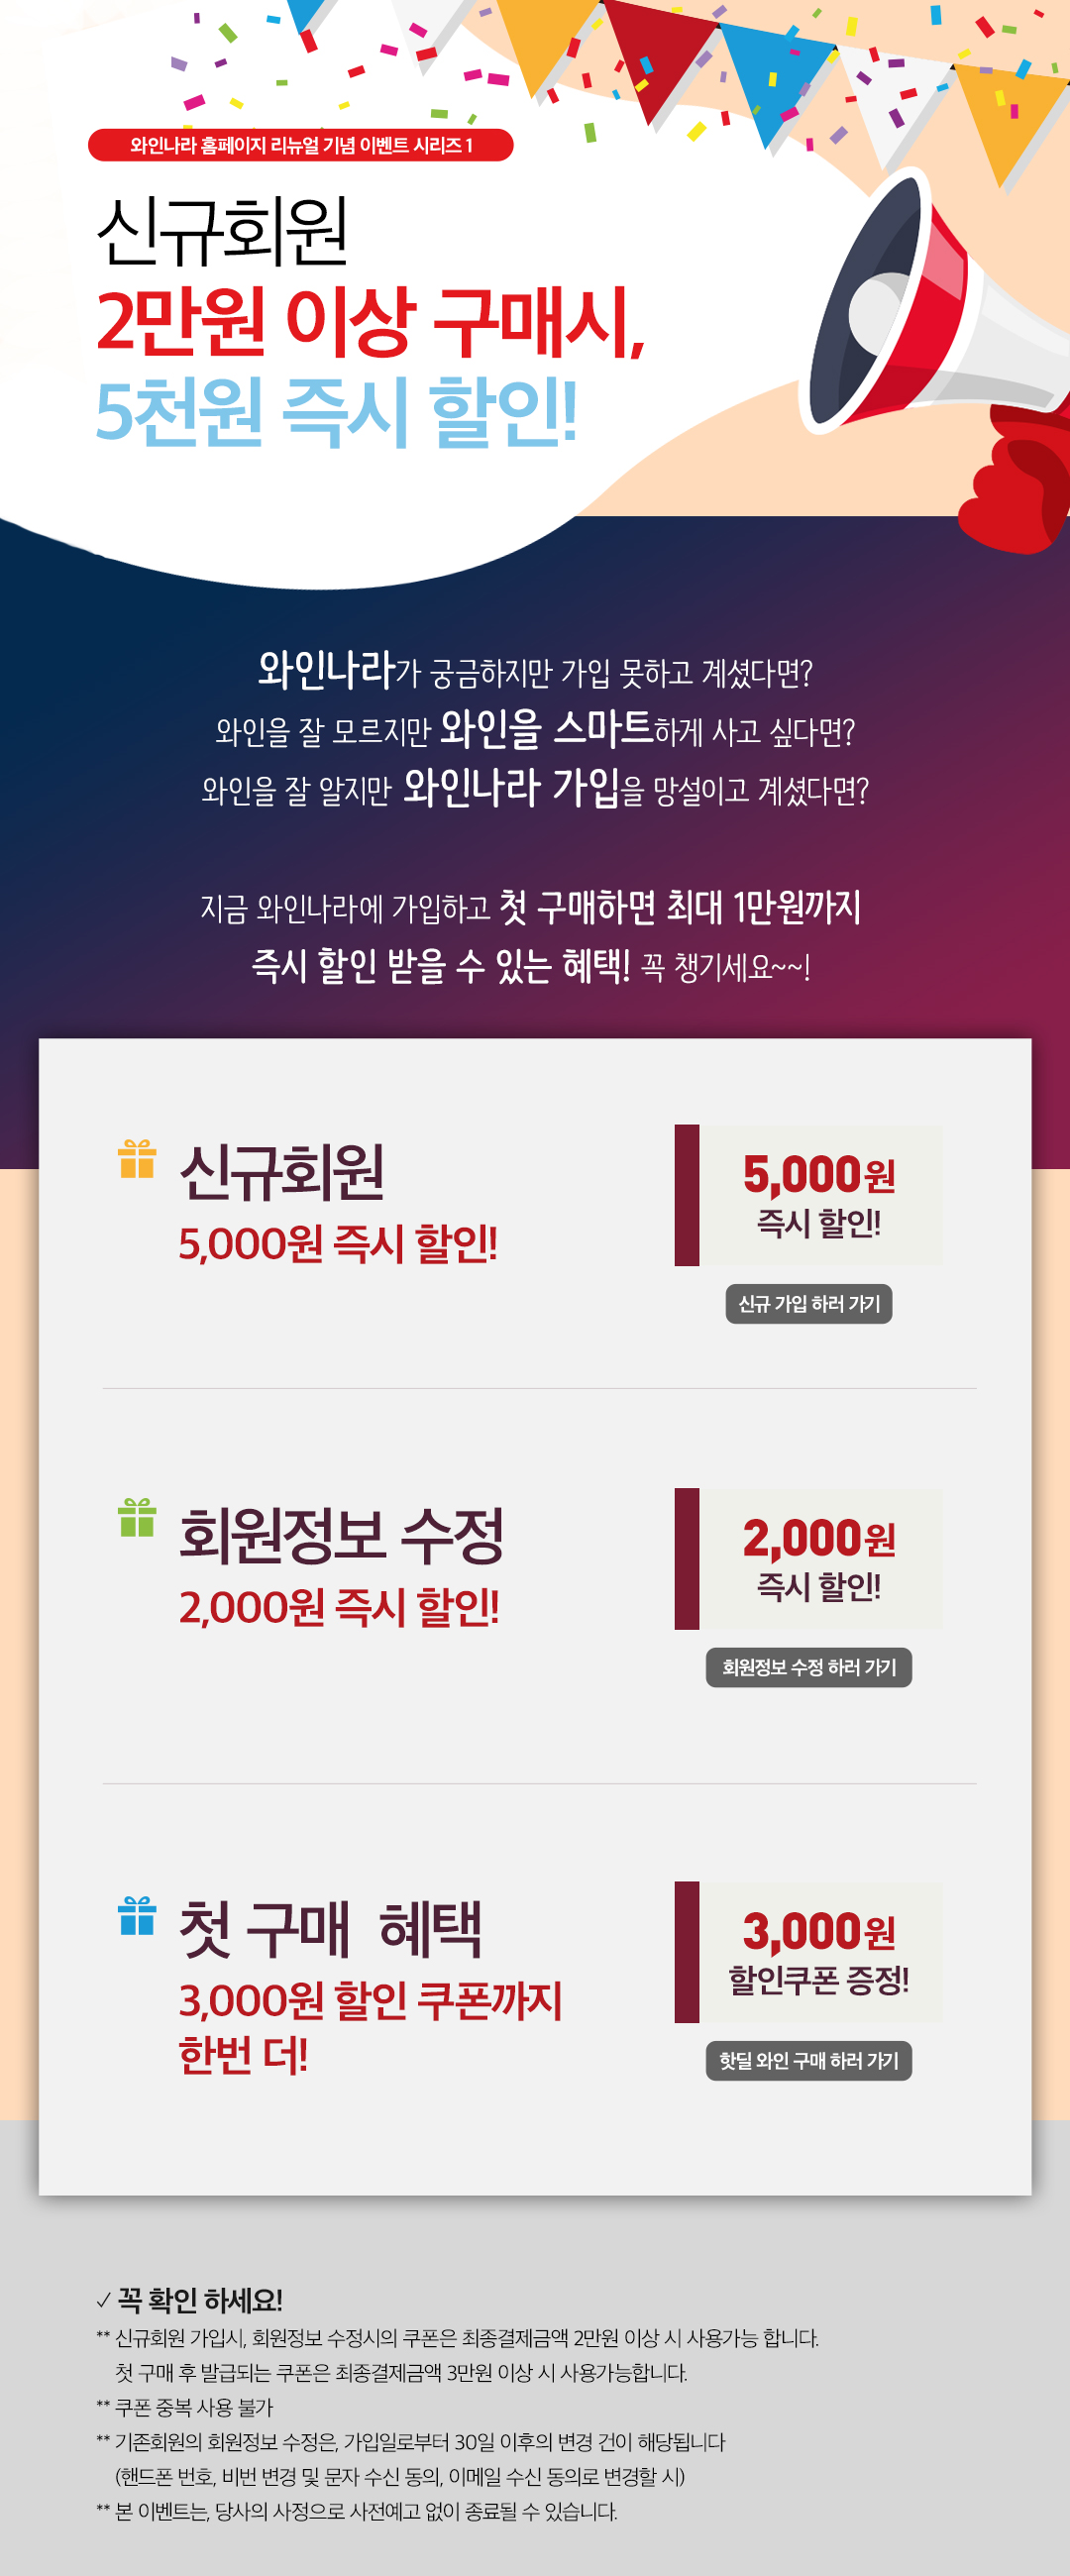 와인나라 홈페이지 리뉴얼 기념 이벤트 시리즈 1
신규회원
2만원 이상 구매시,
5천원 즉시 할인!
와인나라가 궁금하지만 가입 못하고 계셨다면?
와인을 잘 모르지만 와인을 스마트하게 사고 싶다면?
와인을 잘 알지만 와인나라 가입을 망설이고 계셨다면?
지금 와인나라에 가입하고 첫 구매하면 최대 1만원까지
즉시 할인 받을 수 있는 혜택! 꼭 챙기세요~~!
신규회원
5,000원 즉시 할인!
5,000원
즉시 할인!
신규 가입 하러 가기
회원정보 수정
2,000원 즉시 할인!
2,000원
즉시 할인!
회원정보 수정 하러 가기
첫 구매 혜택
3,000원 할인 쿠폰까지
한번 더!
3,000원
할인쿠폰 증정!
핫딜 와인 구매 하러 가기
✓ 꼭 확인 하세요!
** 신규회원 가입시, 회원정보 수정시의 쿠폰은 최종결제금액 2만원 이상 시 사용가능 합니다.
첫 구매 후 발급되는 쿠폰은 최종결제금액 3만원 이상 시 사용가능합니다.
** 쿠폰 중복 사용 불가
** 기존회원의 회원정보 수정은, 가입일로부터 30일 이후의 변경 건이 해당됩니다
(핸드폰 번호, 비번 변경 및 문자 수신 동의, 이메일 수신 동의로 변경할 시)
** 본 이벤트는, 당사의 사정으로 사전예고 없이 종료될 수 있습니다.